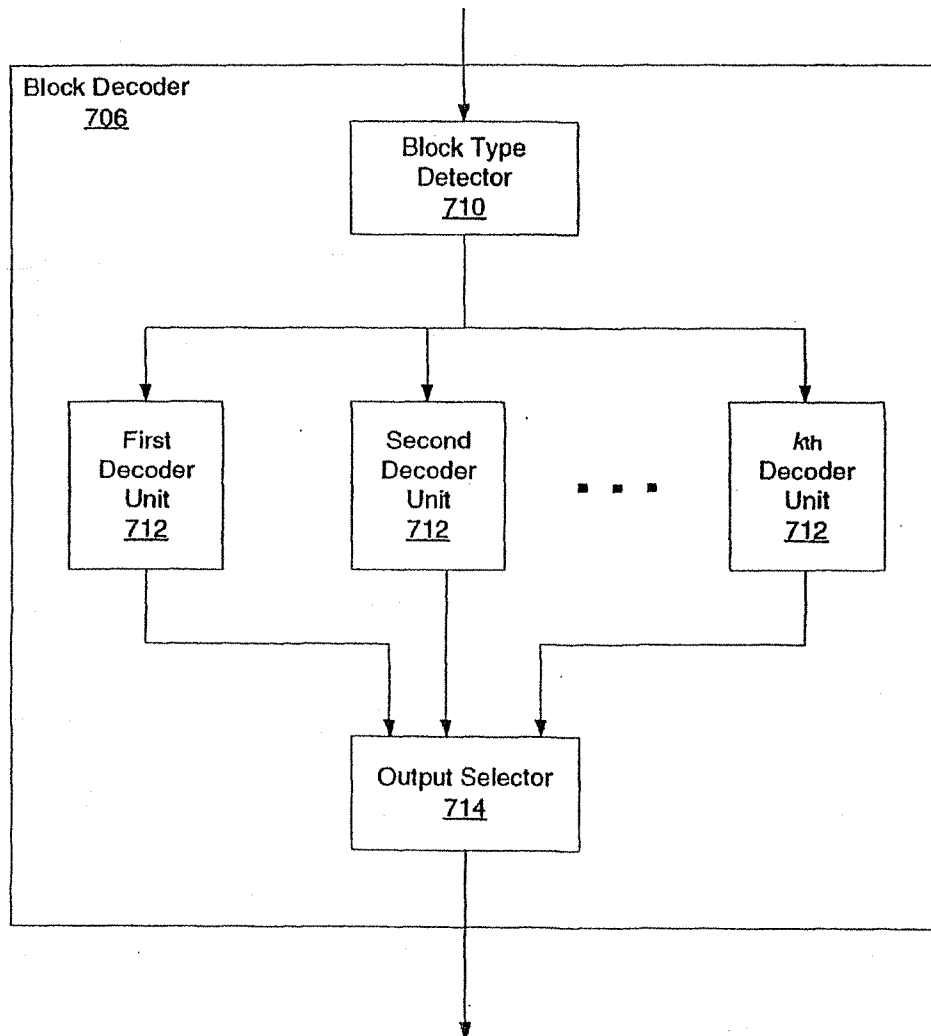 Block Decoder
706
Block Type
Detector
710
First
Decoder
Unit
712
Second
Decoder
Unit
712
kth
Decoder
Unit
712
Output Selector
714